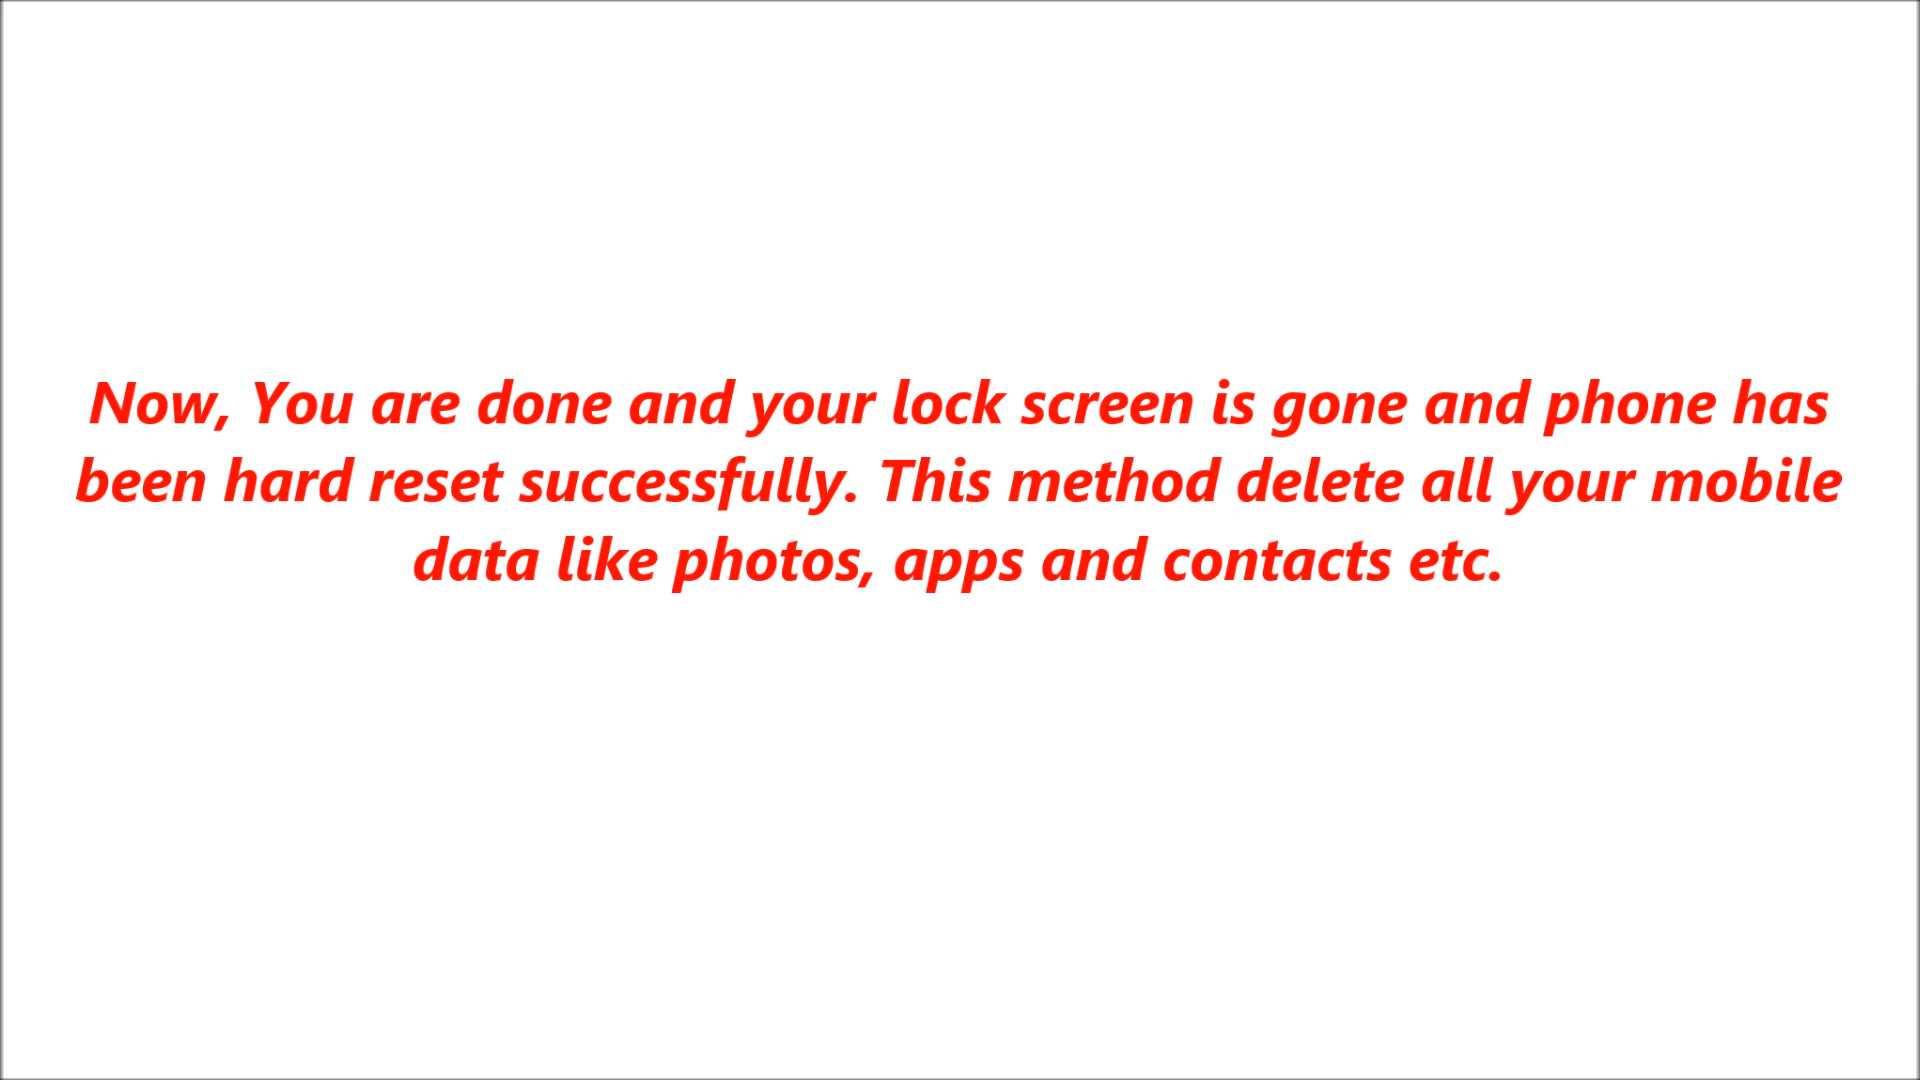 Now, You are done and your lock screen is gone and phone has
been hard reset successfully. This method delete all your mobile
data like photos, apps and contacts etc.